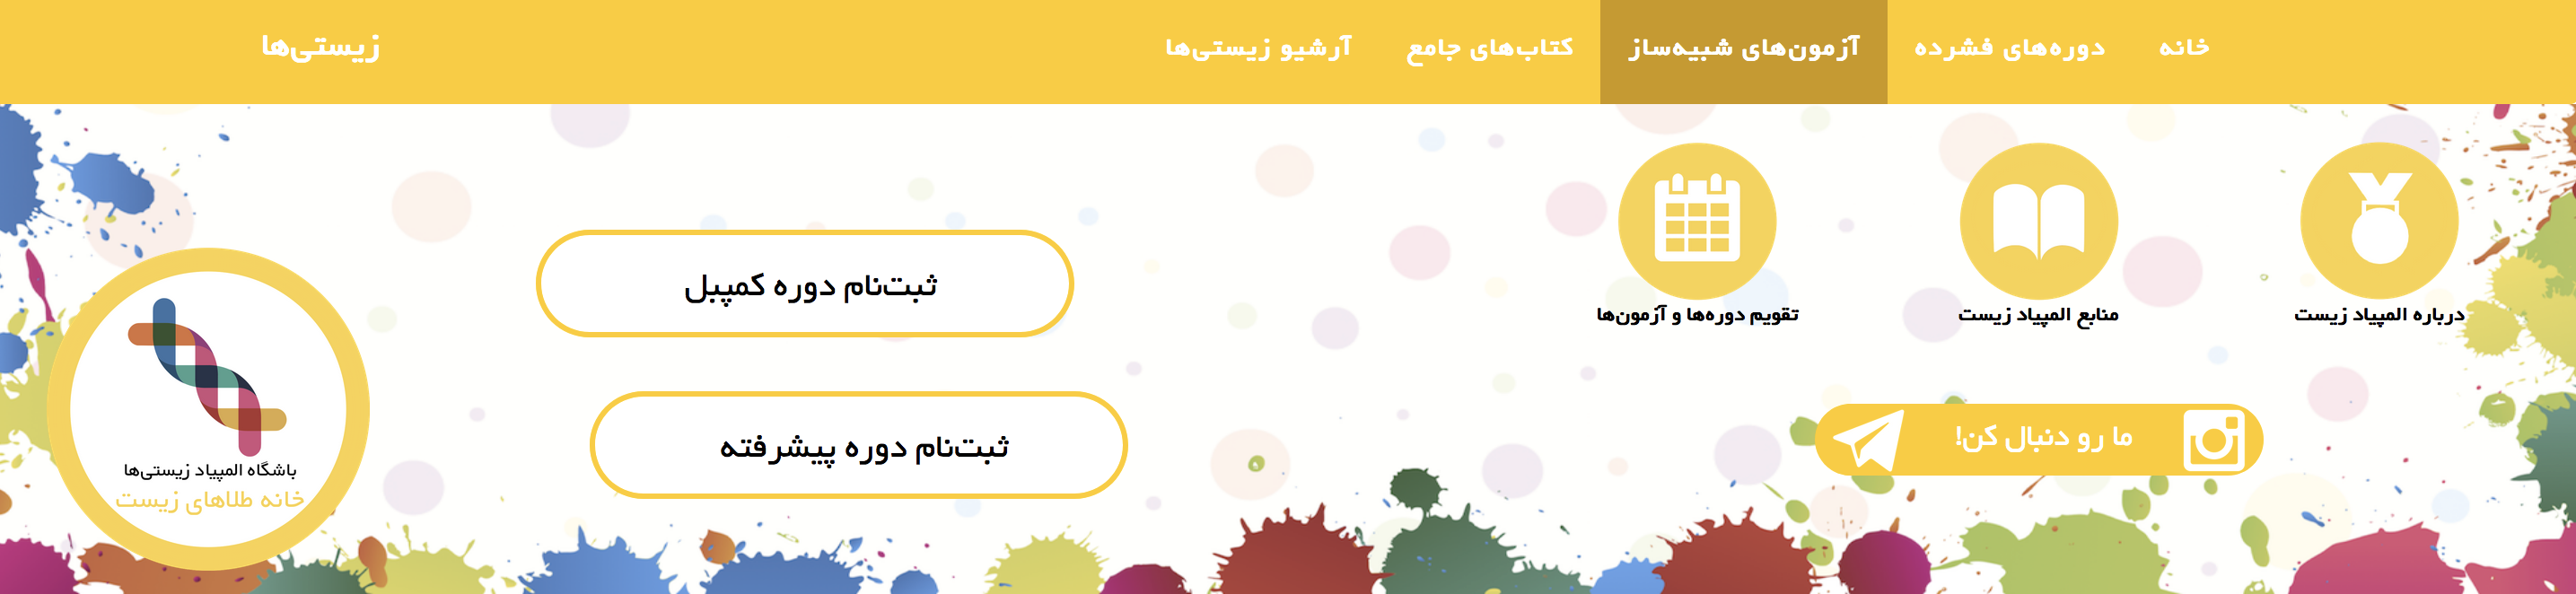 خانه
دوره‌های فشرده
آزمون‌های شبیه‌ساز
کتاب‌های جامع
آرشیو زیستی‌ها
زیستی‌ها
درباره المپیاد زیست
منابع المپیاد زیست
تقویم دوره‌ها و آزمون‌ها
ما رو دنبال کن!
ثبت‌نام دوره کمپبل
ثبت‌نام دوره پیشرفته
باشگاه المپیاد زیستی‌ها
خانه طلاهای زیست